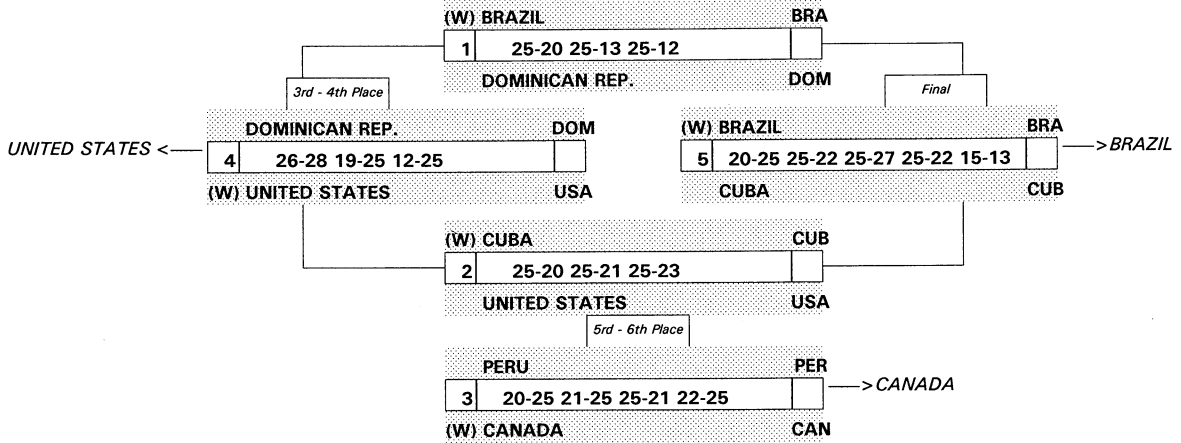 (W) BRAZIL BRA
1 25-20 25-13 25-12
DOMINICAN REP. DOM
3rd - 4th Place
Final
DOMINICAN REP. DOM
UNITED STATES <
4 26-28 19-25 12-25
(W) UNITED STATES USA
(W) BRAZIL BRA
5 20-25 25-22 25-27 25-22 15-13
>BRAZIL
CUBA CUB
(W) CUBA CUB
2 25-20 25-21 25-23
UNITED STATES USA
5rd - 6th Place
PERU PER
3 20-25 21-25 25-21 22-25
>CANADA
(W) CANADA CAN